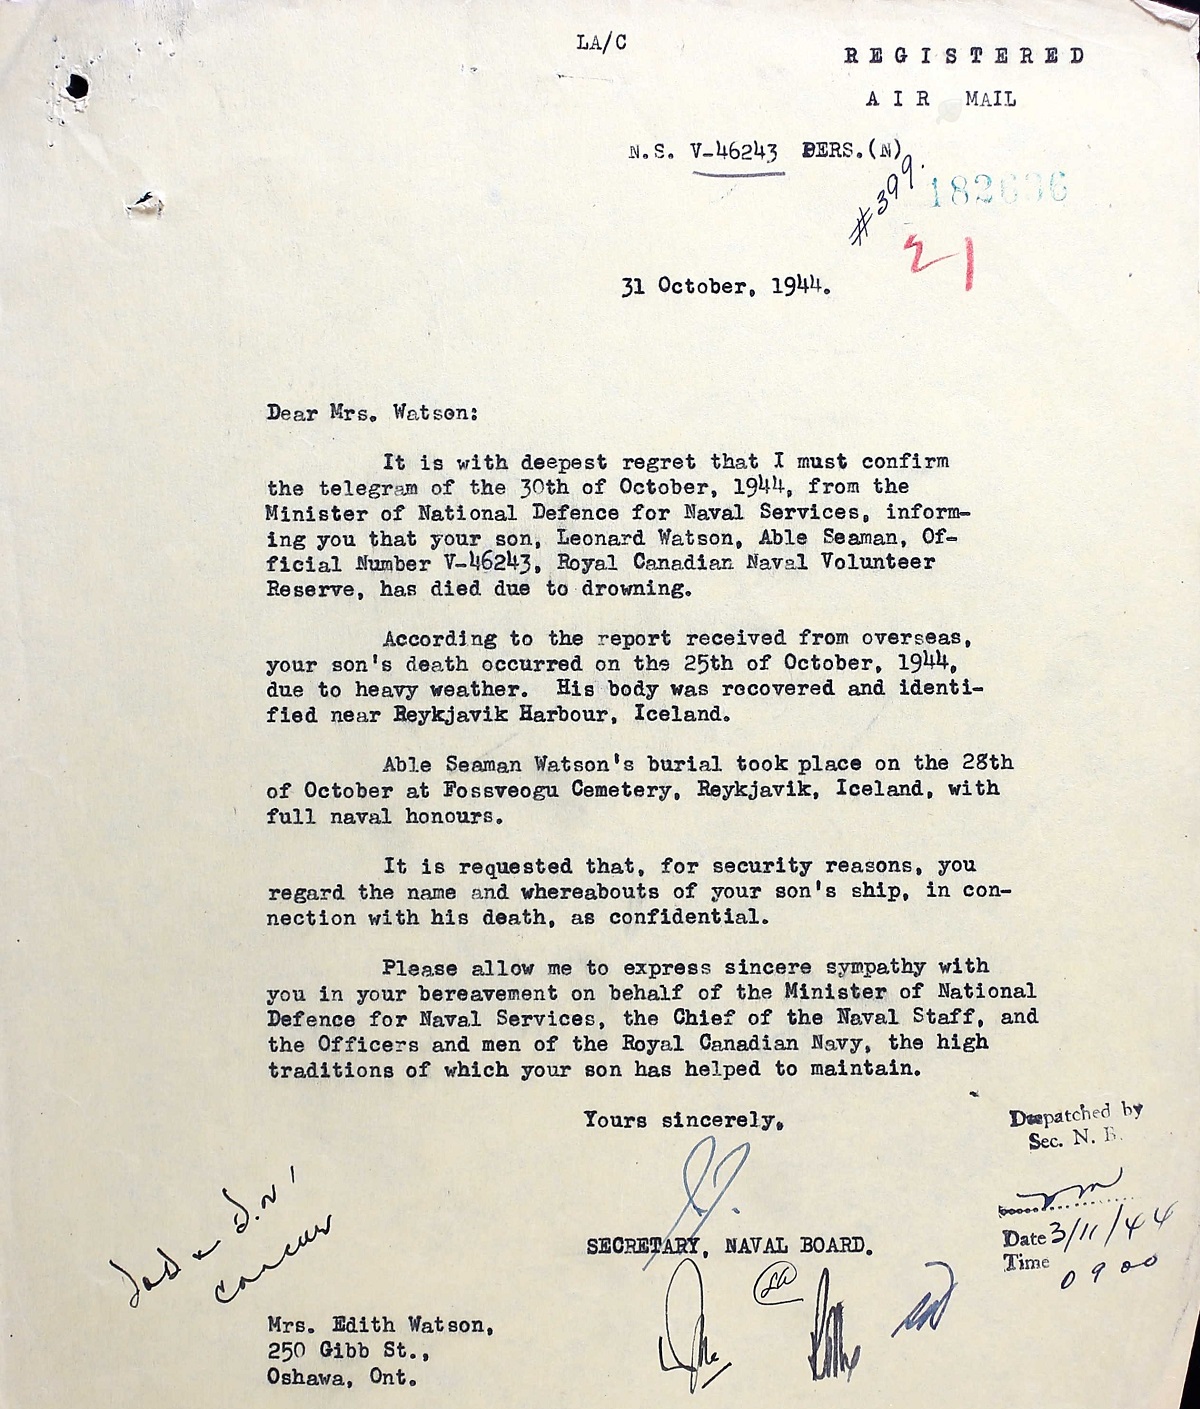 LA/C
REGISTERED
AIR MAIL
N.S. V-46243 PERS.(N)
#399.
182636
21
31 October, 1944.
Dear Mrs. Watson:
It is with deepest regret that I must confirm
the telegram of the 30th of October, 1944, from the
Minister of National Defence for Naval Services, inform-
ing you that your son, Leonard Watson, Able Seaman, Of-
ficial Number V-46243, Royal Canadian Naval Volunteer
Reserve, has died due to drowning.
According to the report received from overseas,
your son's death occurred on the 25th of October, 1944,
due to heavy weather. His body was recovered and identi-
fied near Reykjavik Harbour, Iceland.
Able Seaman Watson's burial took place on the 28th
of October at Fossveogu Cemetery, Reykjavik, Iceland, with
full naval honours.
It is requested that, for security reasons, you
regard the name and whereabouts of your son's ship, in con-
nection with his death, as confidential.
Please allow me to express sincere sympathy with
you in your bereavement on behalf of the Minister of National
Defence for Naval Services, the Chief of the Naval Staff, and
the Officers and men of the Royal Canadian Navy, the high
traditions of which your son has helped to maintain.
Yours sincerely,
Despatched by
Sec. N. B.
SECRETARY, NAVAL BOARD.
Date 3/11/44
Time 0900
Mrs. Edith Watson,
250 Gibb St.,
Oshawa, Ont.